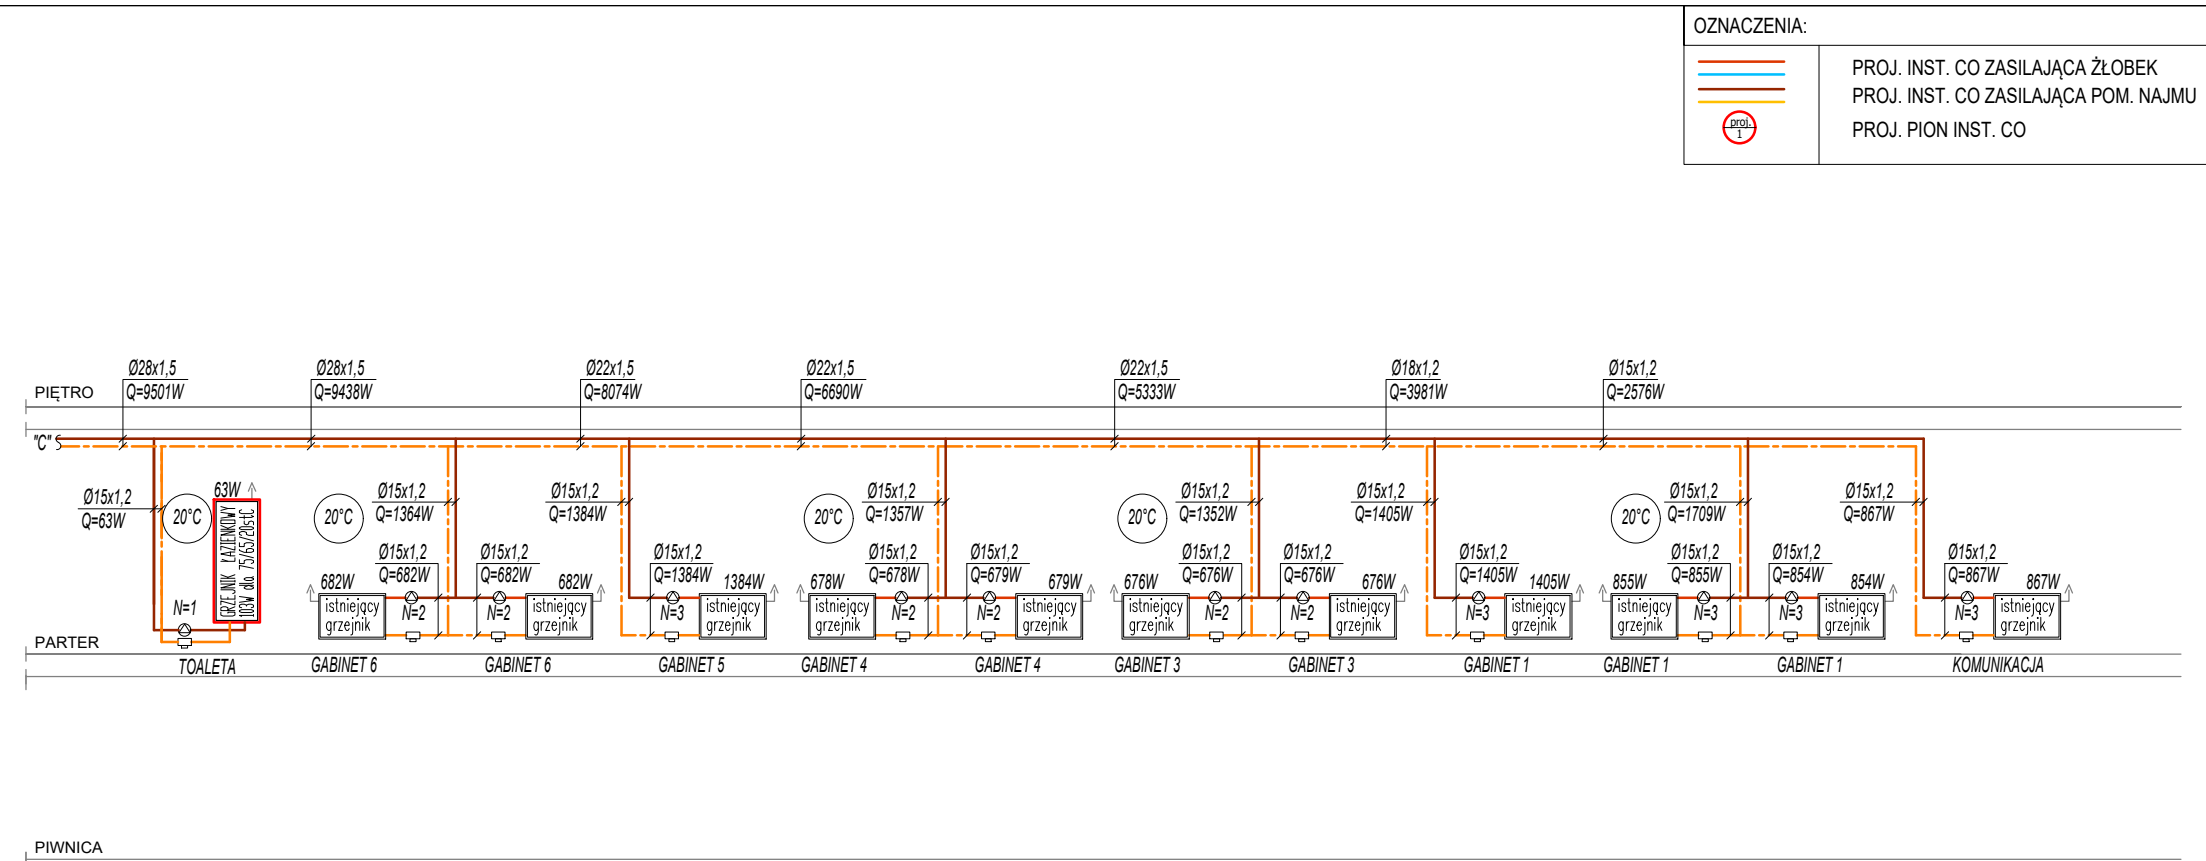 OZNACZENIA:
PROJ. INST. CO ZASILAJĄCA ŻŁOBEK
PROJ. INST. CO ZASILAJĄCA POM. NAJMU
proj.
1
PROJ. PION INST. CO
Ø28x1,5 Ø28x1,5 Ø22x1,5 Ø22x1,5 Ø22x1,5 Ø18x1,2 Ø15x1,2
PIĘTRO Q=9501W Q=9438W Q=8074W Q=6690W Q=5333W Q=3981W Q=2576W
"C"
Ø15x1,2 63W Ø15x1,2 Ø15x1,2 Ø15x1,2 Ø15x1,2 Ø15x1,2 Ø15x1,2 Ø15x1,2
Q=63W 20°C 20°C Q=1364W Q=1384W 20°C Q=1357W 20°C Q=1352W Q=1405W 20°C Q=1709W Q=867W
GRZEJNIK ŁAZIENKOWY
103W dla 75/65/20stC
Ø15x1,2 Ø15x1,2 Ø15x1,2 Ø15x1,2 Ø15x1,2 Ø15x1,2 Ø15x1,2 Ø15x1,2 Ø15x1,2 Ø15x1,2 Ø15x1,2
682W Q=682W Q=682W 682W Q=1384W 1384W 678W Q=678W Q=679W 679W 676W Q=676W Q=676W 676W Q=1405W 1405W 855W Q=855W Q=854W 854W Q=867W 867W
N=1 N=2 N=2 N=3 N=2 N=2 N=2 N=2 N=3 N=3 N=3 N=3
istniejący istniejący istniejący istniejący istniejący istniejący istniejący istniejący istniejący istniejący istniejący
grzejnik grzejnik grzejnik grzejnik grzejnik grzejnik grzejnik grzejnik grzejnik grzejnik grzejnik
PARTER
TOALETA GABINET 6 GABINET 6 GABINET 5 GABINET 4 GABINET 4 GABINET 3 GABINET 3 GABINET 1 GABINET 1 GABINET 1 KOMUNIKACJA
PIWNICA